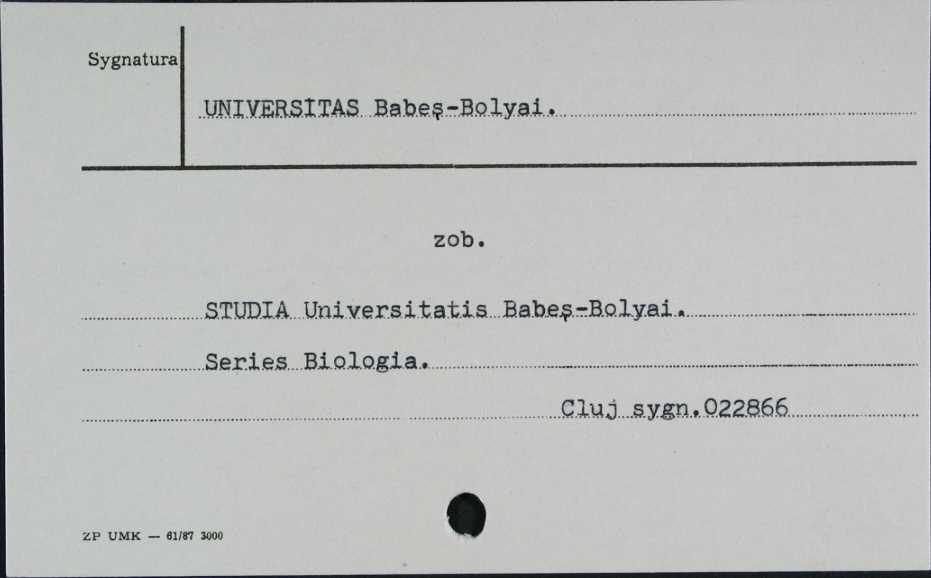 Sygnatura
UNIVERSITAS Babeş-Bolyai.
zob.
STUDIA Universitatis Babeş-Bolyai.
Series Biologia.
Cluj sygn.022866
ZP UMK — 61/87 3000